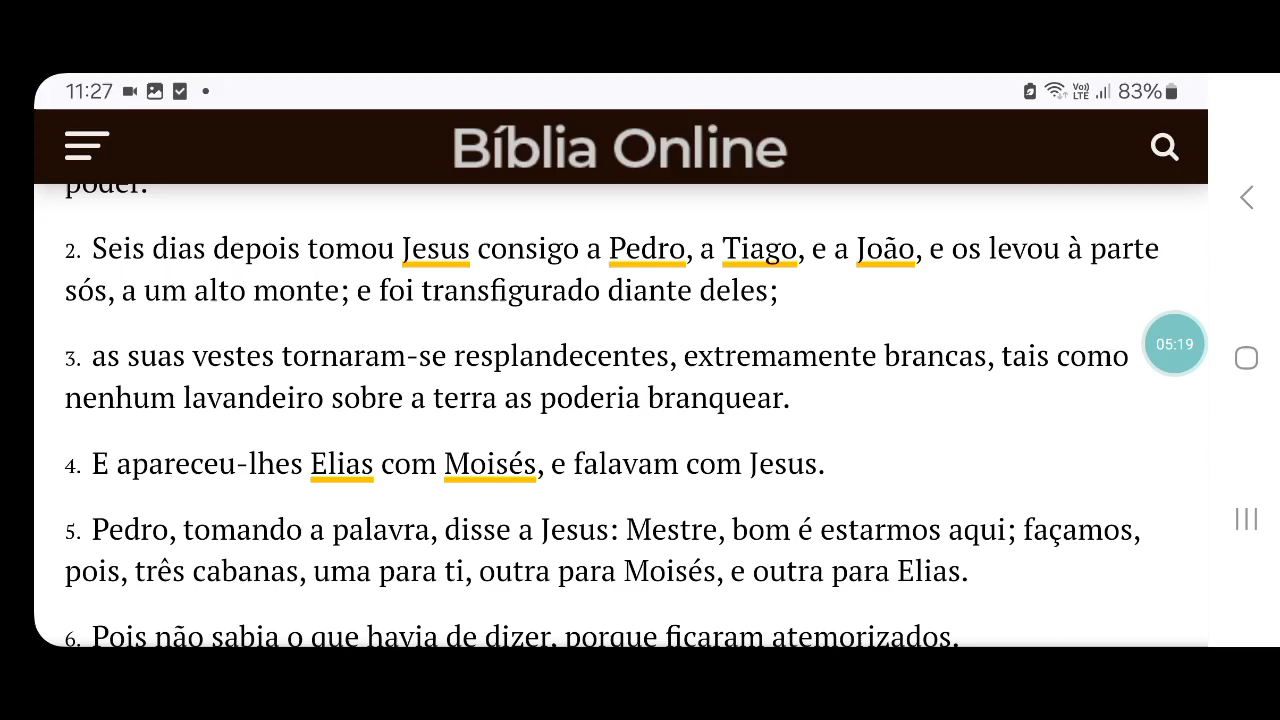 11:27
Vo)) LTE 83%
Bíblia Online
poder.
2. Seis dias depois tomou Jesus consigo a Pedro, a Tiago, e a João, e os levou à parte
sós, a um alto monte; e foi transfigurado diante deles;
3. as suas vestes tornaram-se resplandecentes, extremamente brancas, tais como
05:19
nenhum lavandeiro sobre a terra as poderia branquear.
4. E apareceu-lhes Elias com Moisés, e falavam com Jesus.
5. Pedro, tomando a palavra, disse a Jesus: Mestre, bom é estarmos aqui; façamos,
pois, três cabanas, uma para ti, outra para Moisés, e outra para Elias.
6. Pois não sabia o que havia de dizer, porque ficaram atemorizados.